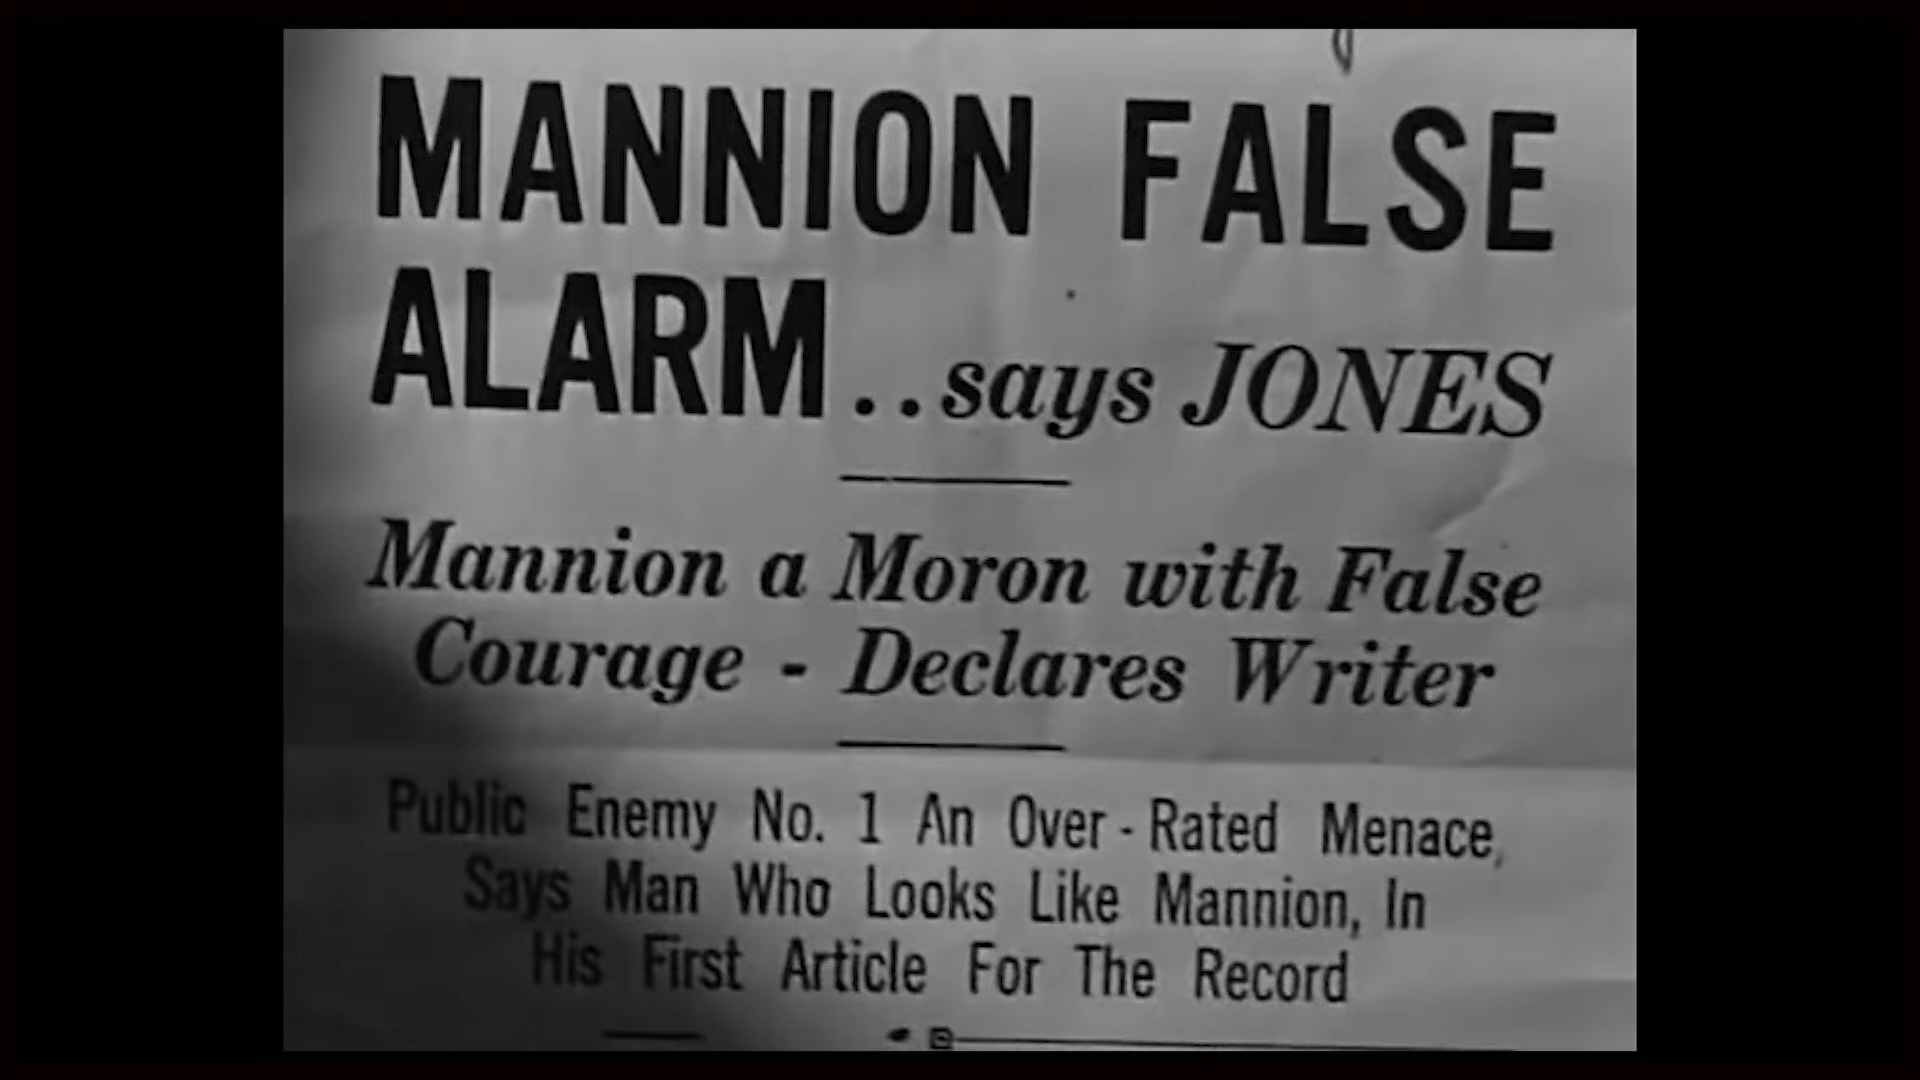 MANNION FALSE
ALARM..says JONES
Mannion a Moron with False
Courage - Declares Writer
Public Enemy No. 1 An Over-Rated Menace,
Says Man Who Looks Like Mannion, In
His First Article For The Record